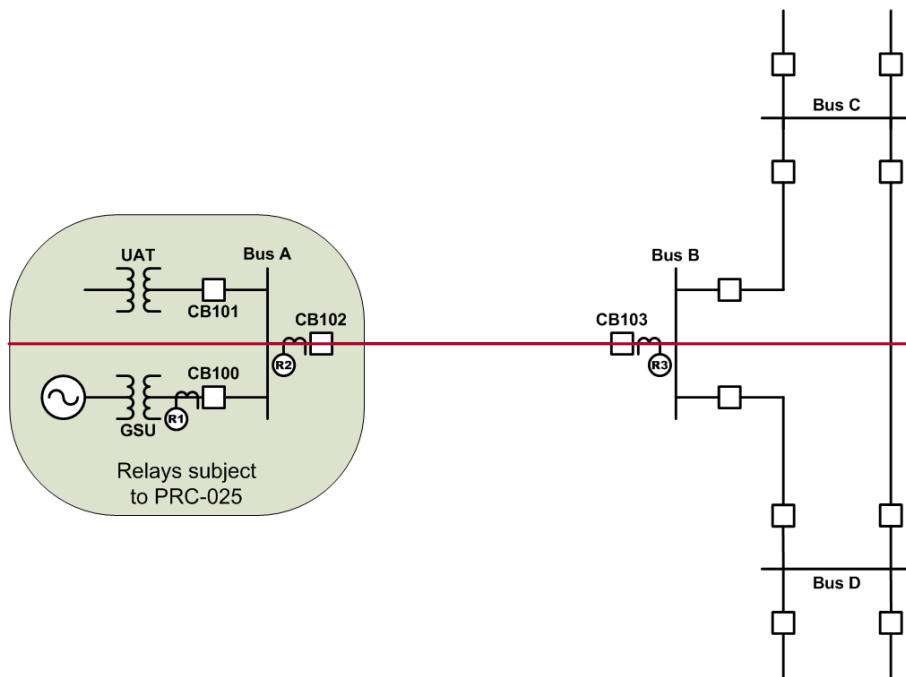 Bus C
UAT
Bus A
Bus B
CB101
CB102
CB103
R2
R3
CB100
R1
GSU
Relays subject
to PRC-025
Bus D